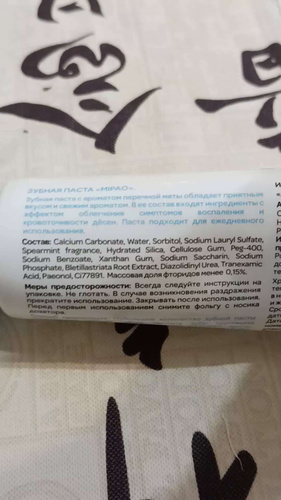 ЗУБНАЯ ПАСТА «MIPAO».
Зубная паста с ароматом перечной мяты обладает приятным
вкусом и свежим ароматом. В ее состав входят ингредиенты с
эффектом облегчения симптомов воспаления и
кровоточивости дёсен. Паста подходит для ежедневного
использования.
Состав: Calcium Carbonate, Water, Sorbitol, Sodium Lauryl Sulfate,
Spearmint fragrance, Hydrated Silica, Cellulose Gum, Peg-400,
Sodium Benzoate, Xanthan Gum, Sodium Saccharin, Sodium
Phosphate, Bletillastriata Root Extract, Diazolidinyl Urea, Tranexamic
Acid, Paeonol, CI77891. Массовая доля фторидов менее 0,15%.
Меры предосторожности: Всегда следуйте инструкции на
упаковке. Не глотать. В случае возникновения раздражения
прекратите использование. Закрывать после использования.
Перед первым использованием снимите фольгу с носика
дозатора.